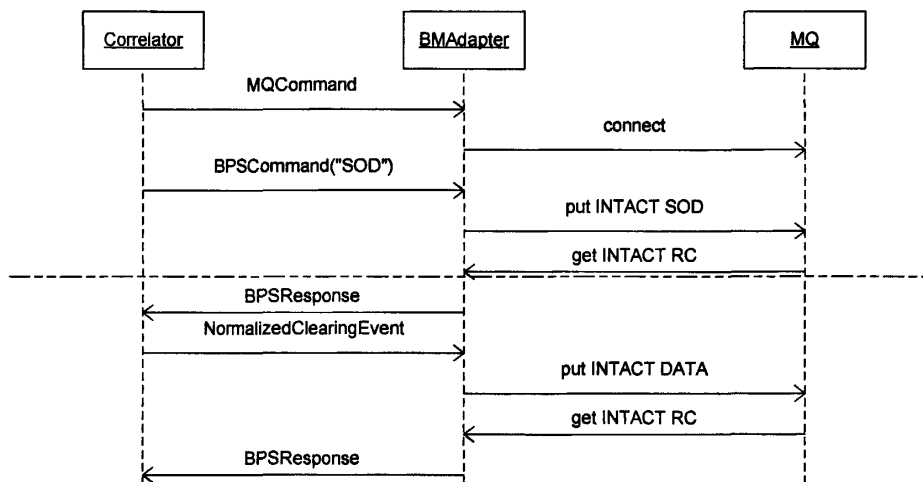 Correlator
BMAdapter
MQ
MQCommand
connect
BPSCommand("SOD")
put INTACT SOD
get INTACT RC
BPSResponse
NormalizedClearingEvent
put INTACT DATA
get INTACT RC
BPSResponse